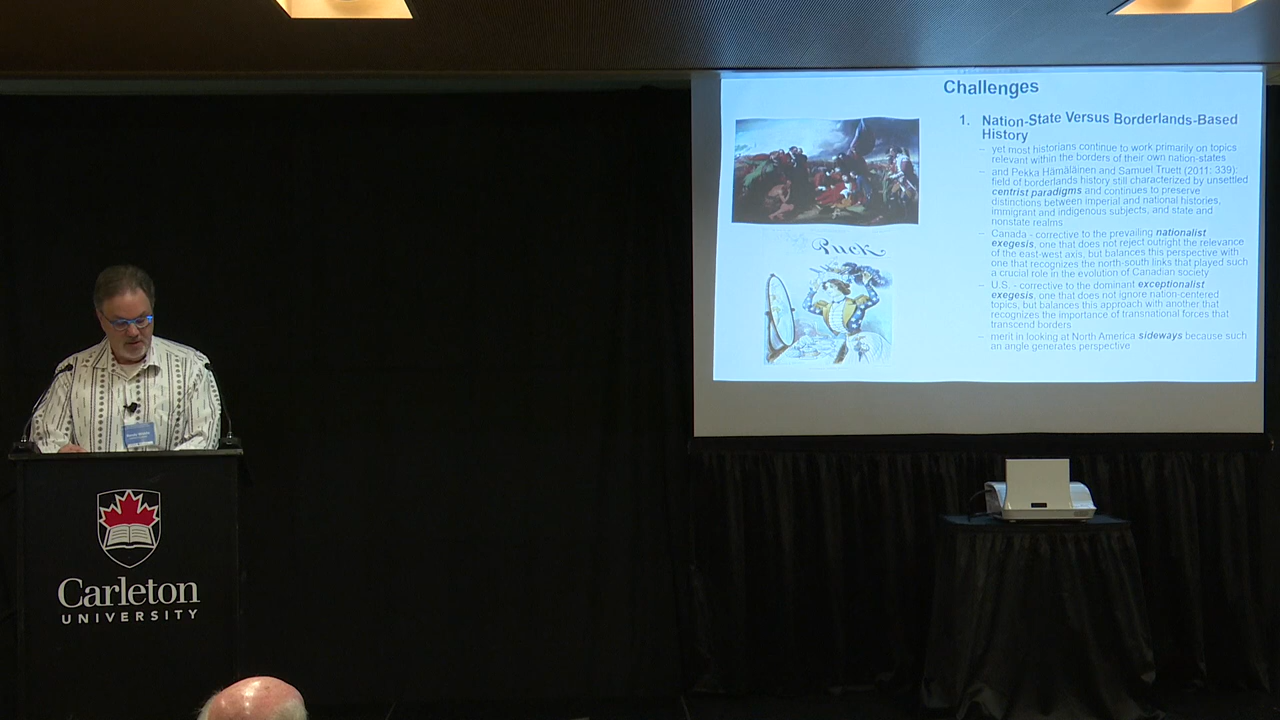 Challenges
1. Nation-State Versus Borderlands-Based
History
– yet most historians continue to work primarily on topics
relevant within the borders of their own nation-states
– and Pekka Hämäläinen and Samuel Truett (2011: 339):
field of borderlands history still characterized by unsettled
centrist paradigms and continues to preserve
distinctions between imperial and national histories,
immigrant and indigenous subjects, and state and
nonstate realms
– Canada - corrective to the prevailing nationalist
exegesis, one that does not reject outright the relevance
of the east-west axis, but balances this perspective with
one that recognizes the north-south links that played such
a crucial role in the evolution of Canadian society
– U.S. - corrective to the dominant exceptionalist
exegesis, one that does not ignore nation-centered
topics, but balances this approach with another that
recognizes the importance of transnational forces that
transcend borders
– merit in looking at North America sideways because such
an angle generates perspective
Puck
Carleton
UNIVERSITY